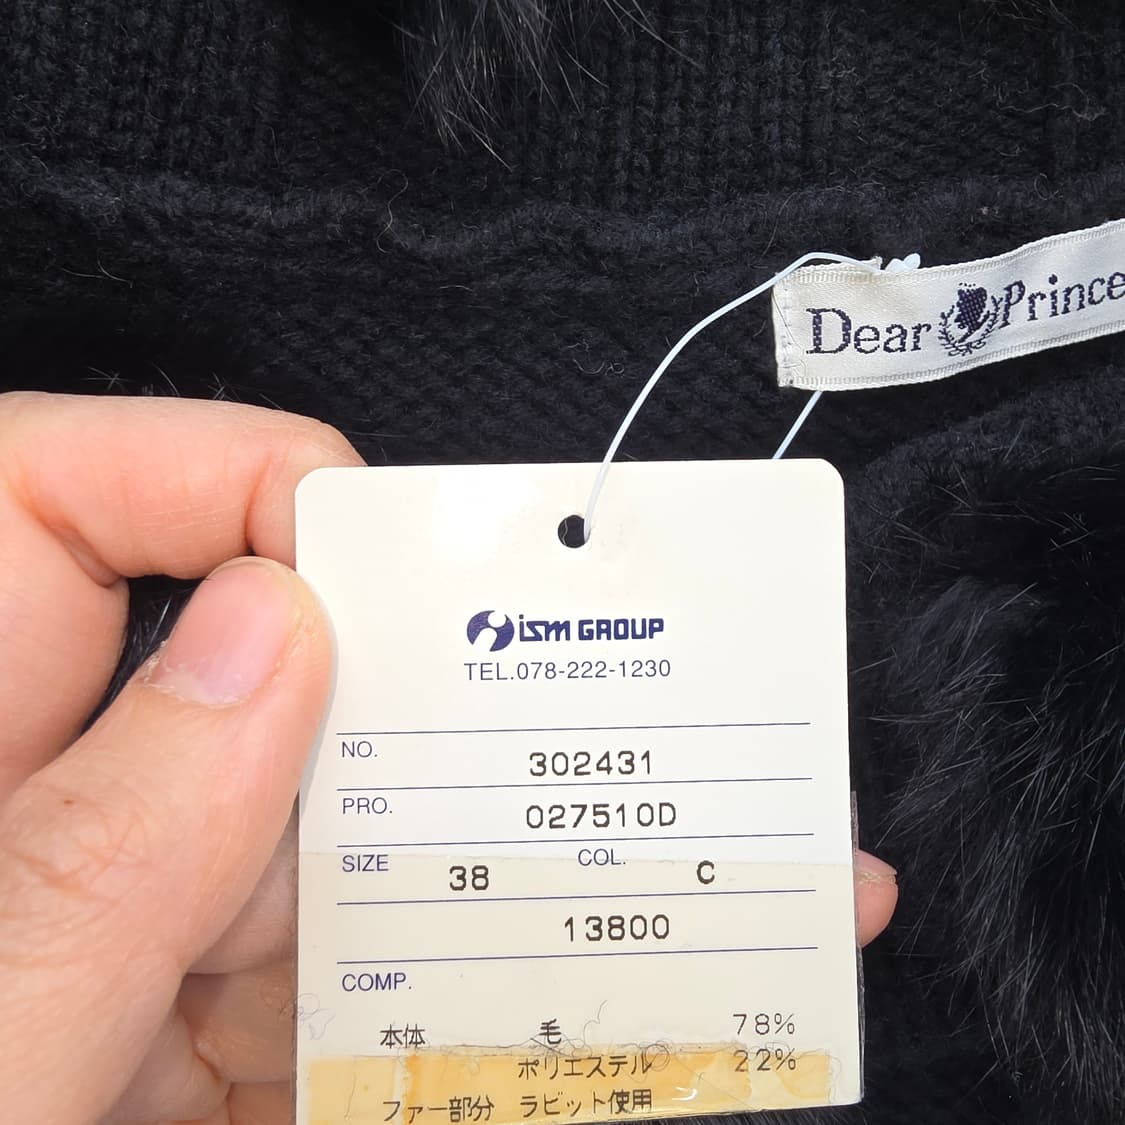 Dear Prince
ism GROUP
TEL.078-222-1230
NO. 302431
PRO. 027510D
SIZE 38 COL. C
13800
COMP.
本体 毛 78%
ポリエステル 22%
ファー部分 ラビット使用